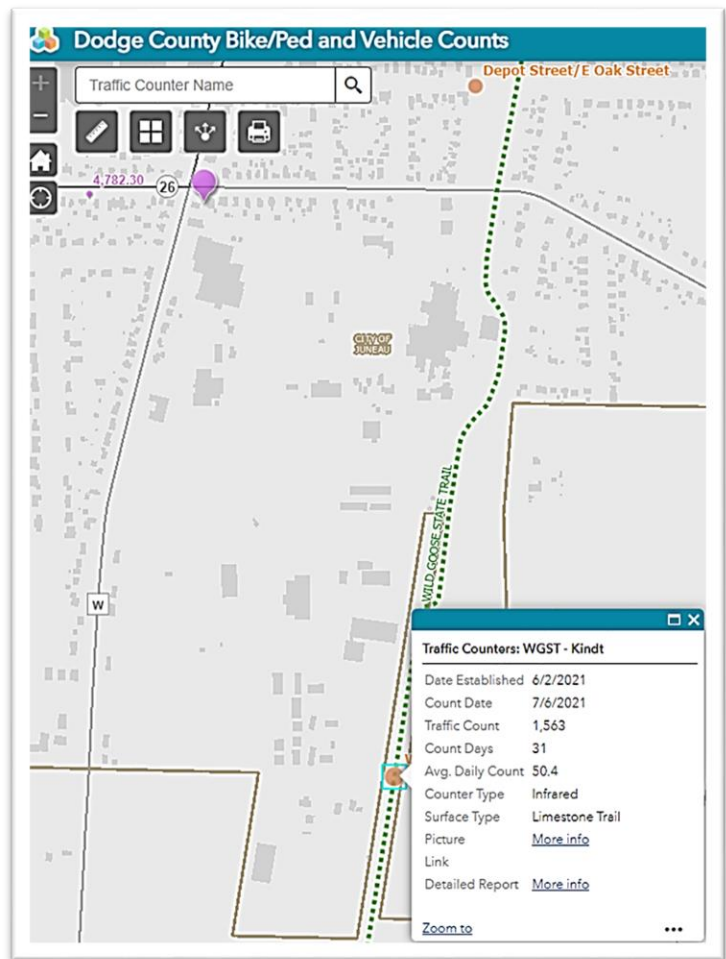 Dodge County Bike/Ped and Vehicle Counts
Traffic Counter Name
Depot Street/E Oak Street
4,782.30
26
CITY OF
JUNEAU
WILD GOOSE STATE TRAIL
W
Traffic Counters: WGST - Kindt
Date Established 6/2/2021
Count Date 7/6/2021
Traffic Count 1,563
Count Days 31
Avg. Daily Count 50.4
Counter Type Infrared
Surface Type Limestone Trail
Picture More info
Link
Detailed Report More info
Zoom to